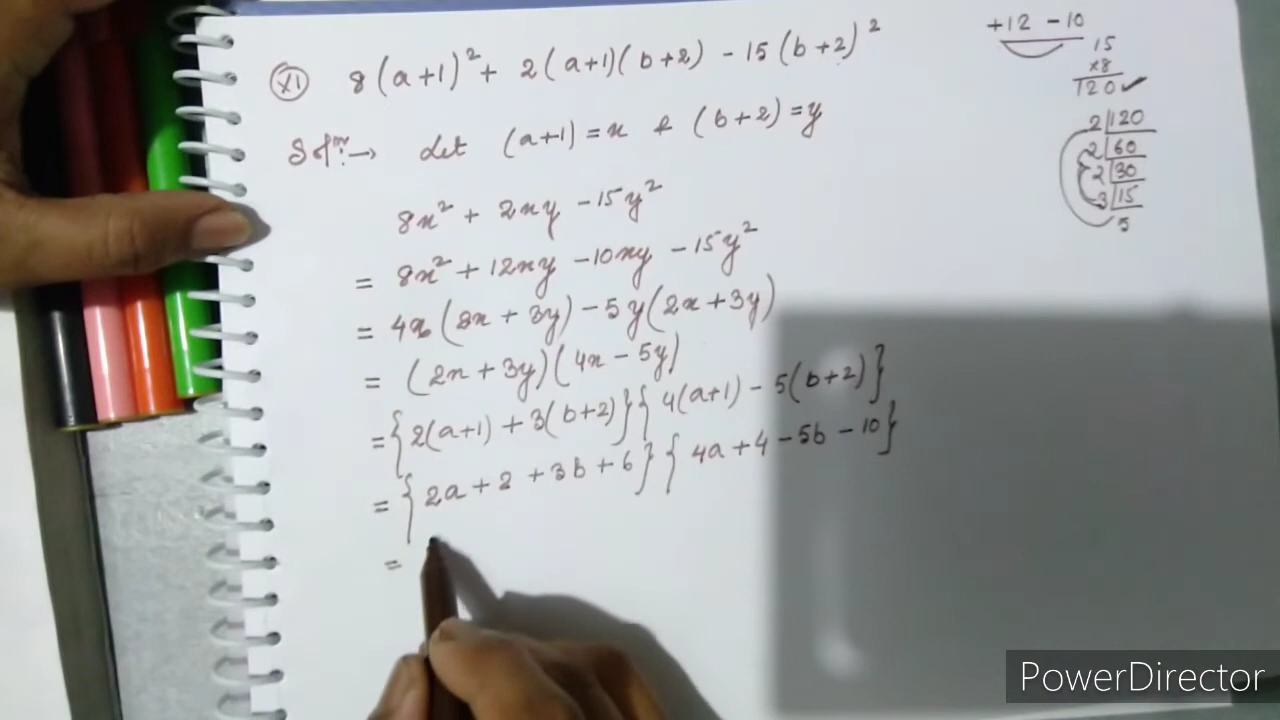 XI 8(a+1)² + 2(a+1)(b+2) - 15(b+2)²
Solⁿ:→ Let (a+1)=x & (b+2)=y
8x² + 2xy - 15y²
= 8x² + 12xy - 10xy - 15y²
= 4x(2x + 3y) - 5y(2x + 3y)
= (2x + 3y)(4x - 5y)
={2(a+1) + 3(b+2)}{4(a+1) - 5(b+2)}
= {2a + 2 + 3b + 6}{4a + 4 - 5b - 10}
=
+12 -10
15
×8
120 ✓
2|120
2|60
2|30
3|15
5
PowerDirector